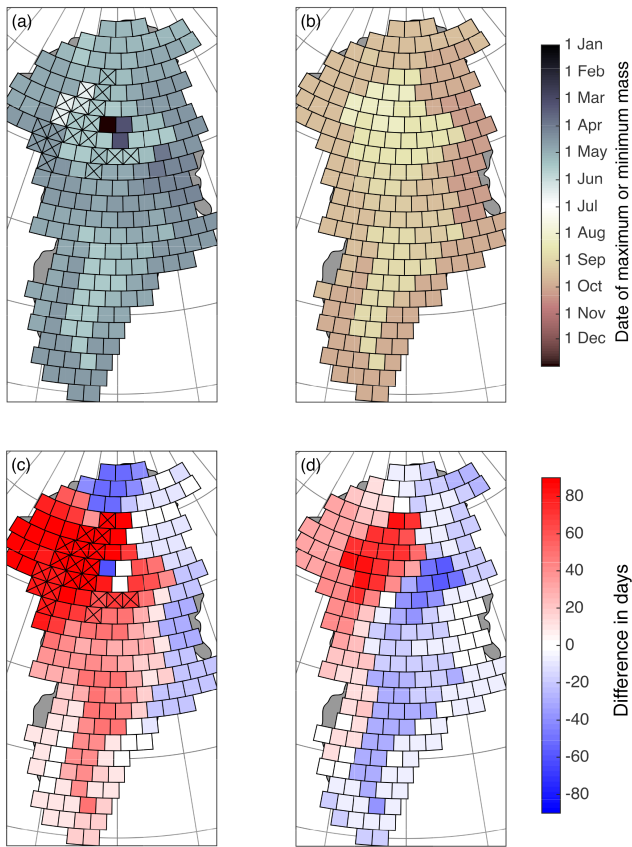 (a)
(b)
1 Jan
1 Feb
1 Mar
1 Apr
1 May
1 Jun
1 Jul
1 Aug
1 Sep
1 Oct
1 Nov
1 Dec
Date of maximum or minimum mass
(c)
(d)
80
60
40
20
0
-20
-40
-60
-80
Difference in days